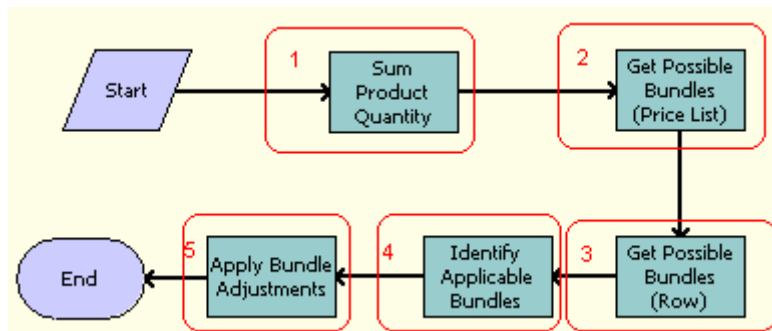 Start
1
Sum
Product
Quantity
2
Get Possible
Bundles
(Price List)
3
Get Possible
Bundles
(Row)
4
Identify
Applicable
Bundles
5
Apply Bundle
Adjustments
End